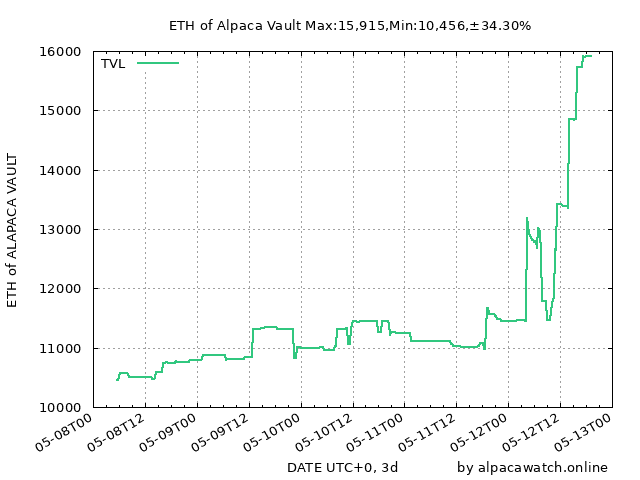 ETH of Alpaca Vault Max:15,915,Min:10,456,±34.30%
16000
TVL
15000
14000
13000
12000
11000
10000
ETH of ALAPACA VAULT
05-08T00
05-08T12
05-09T00
05-09T12
05-10T00
05-10T12
05-11T00
05-11T12
05-12T00
05-12T12
05-13T00
DATE UTC+0, 3d
by alpacawatch.online